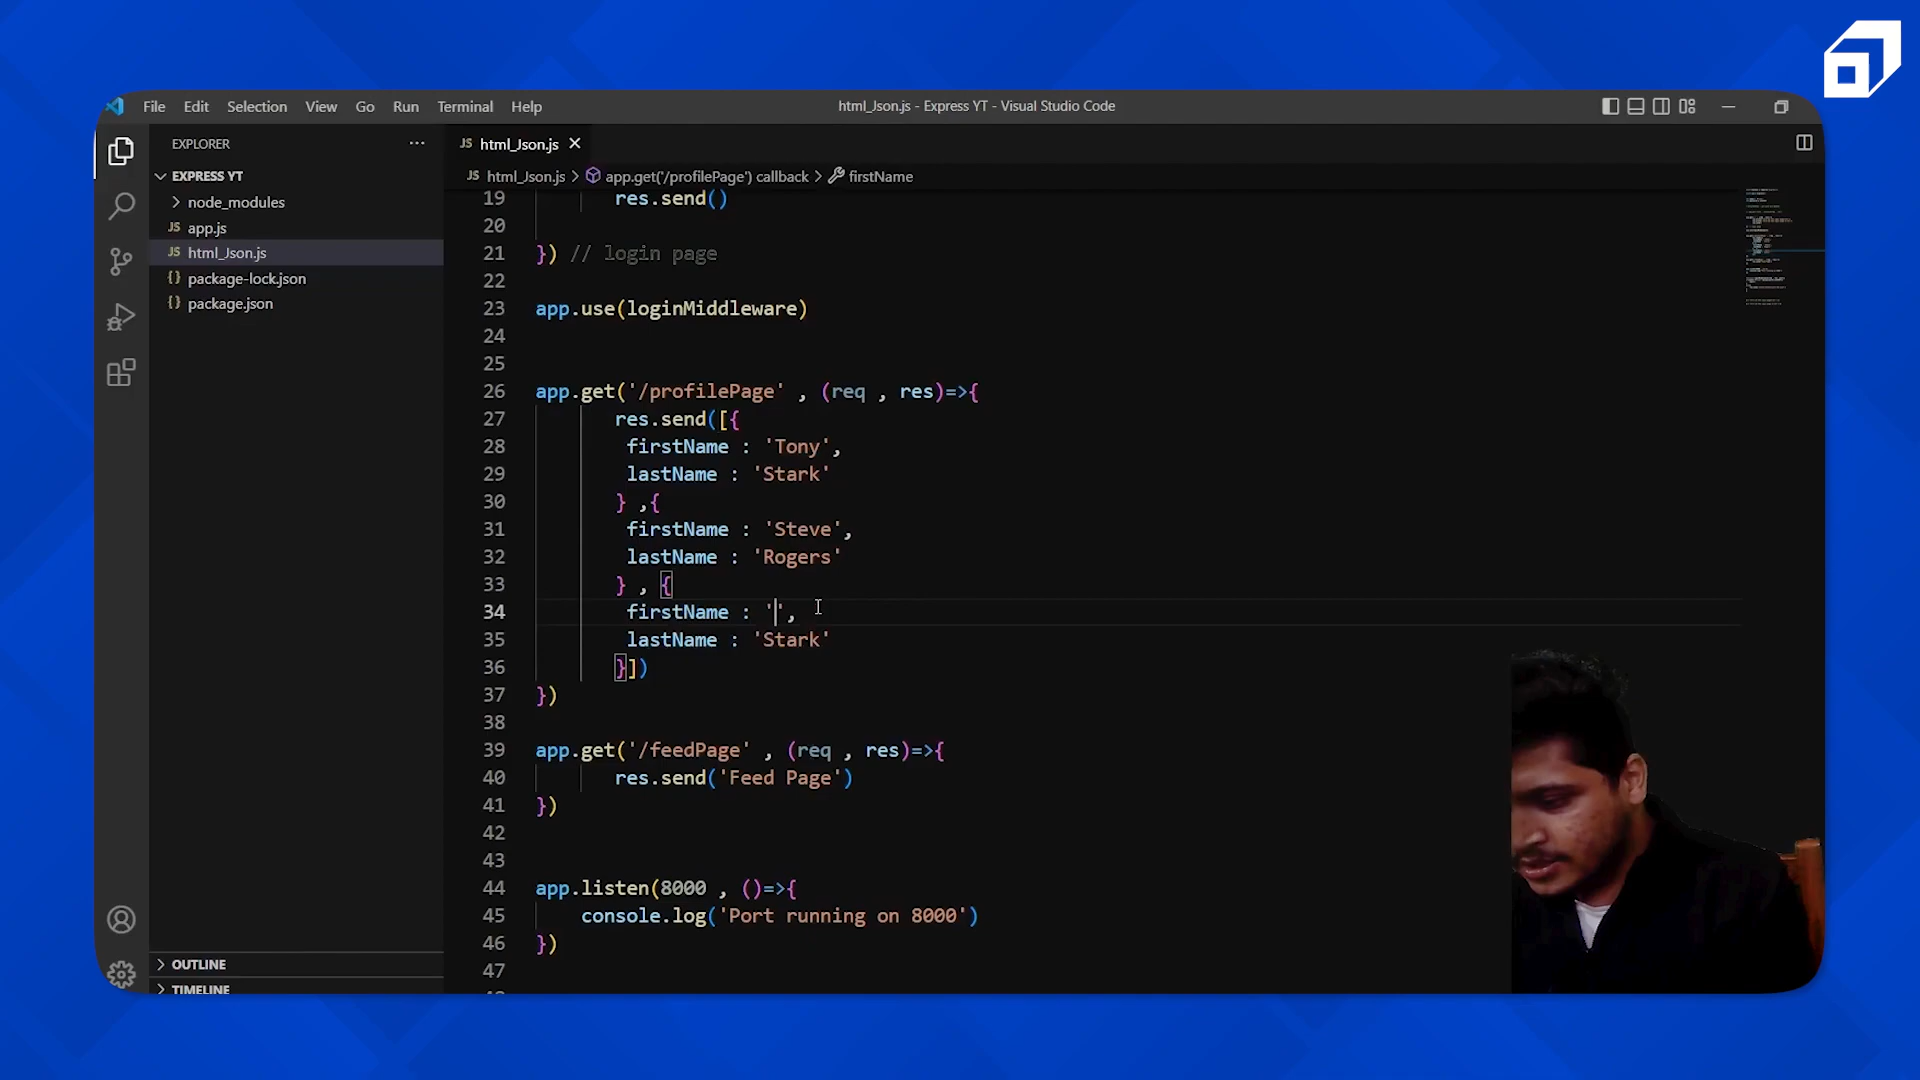 File Edit Selection View Go Run Terminal Help
html_Json.js - Express YT - Visual Studio Code
EXPLORER
EXPRESS YT
node_modules
JS app.js
JS html_Json.js
{} package-lock.json
{} package.json
OUTLINE
TIMELINE
JS html_Json.js
JS html_Json.js > app.get('/profilePage') callback > firstName
19 res.send()
20
21 }) // login page
22
23 app.use(loginMiddleware)
24
25
26 app.get('/profilePage' , (req , res)=>{
27 res.send([{
28 firstName : 'Tony',
29 lastName : 'Stark'
30 } ,{
31 firstName : 'Steve',
32 lastName : 'Rogers'
33 } , {
34 firstName : '',
35 lastName : 'Stark'
36 }])
37 })
38
39 app.get('/feedPage' , (req , res)=>{
40 res.send('Feed Page')
41 })
42
43
44 app.listen(8000 , ()=>{
45 console.log('Port running on 8000')
46 })
47